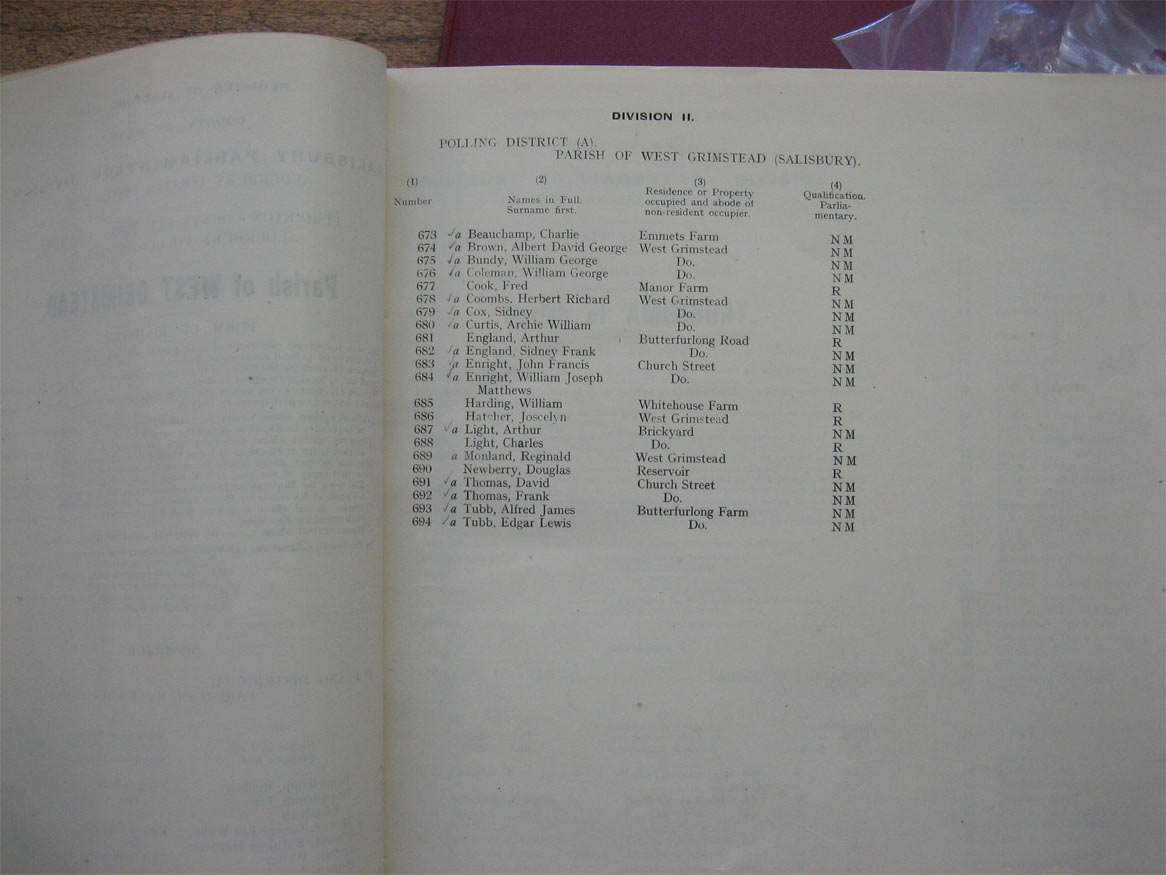 DIVISION II.
POLLING DISTRICT (A).
PARISH OF WEST GRIMSTEAD (SALISBURY).
(1) (2) (3) (4)
Number Names in Full. Surname first. Residence or Property occupied and abode of non-resident occupier. Qualification. Parlia-mentary.
673 ✓a Beauchamp, Charlie Emmets Farm N M
674 ✓a Brown, Albert David George West Grimstead N M
675 ✓a Bundy, William George Do. N M
676 ✓a Coleman, William George Do. N M
677 Cook, Fred Manor Farm R
678 ✓a Coombs, Herbert Richard West Grimstead N M
679 ✓a Cox, Sidney Do. N M
680 ✓a Curtis, Archie William Do. N M
681 England, Arthur Butterfurlong Road R
682 ✓a England, Sidney Frank Do. N M
683 ✓a Enright, John Francis Church Street N M
684 ✓a Enright, William Joseph Do. N M
Matthews
685 Harding, William Whitehouse Farm R
686 Hatcher, Joscelyn West Grimstead R
687 ✓a Light, Arthur Brickyard N M
688 Light, Charles Do. R
689 a Monland, Reginald West Grimstead N M
690 Newberry, Douglas Reservoir R
691 ✓a Thomas, David Church Street N M
692 ✓a Thomas, Frank Do. N M
693 ✓a Tubb, Alfred James Butterfurlong Farm N M
694 ✓a Tubb, Edgar Lewis Do. N M